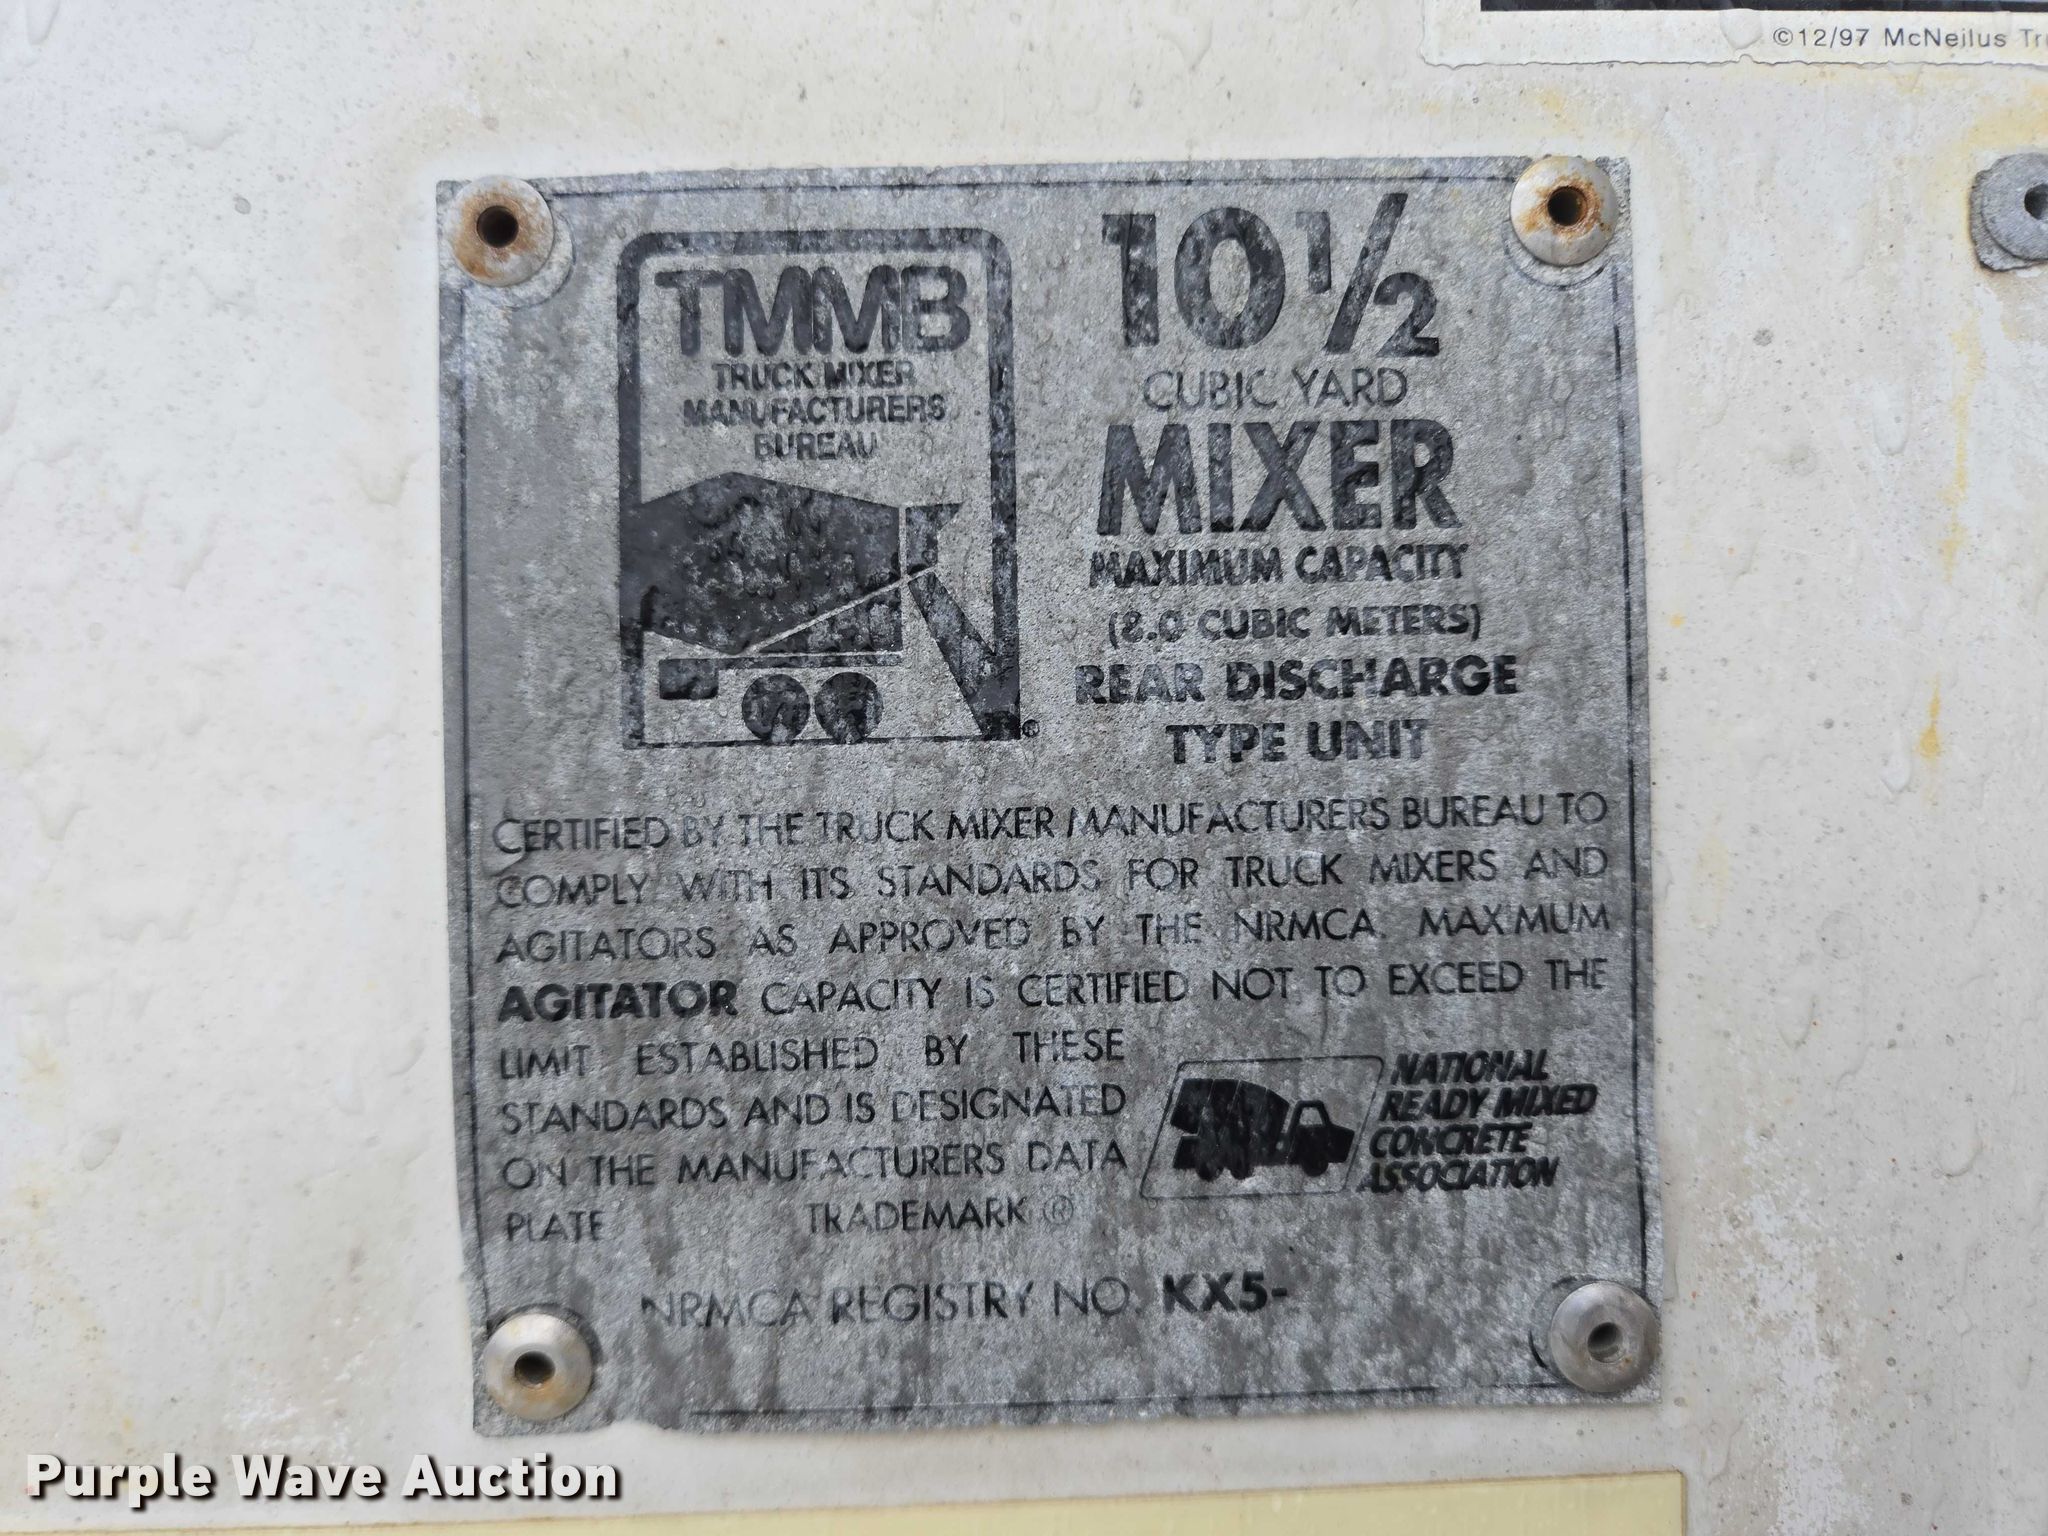 ©12/97 McNeilus
TMMB
TRUCK MIXER
MANUFACTURERS
BUREAU
®
10 1/2
CUBIC YARD
MIXER
MAXIMUM CAPACITY
(8.0 CUBIC METERS)
REAR DISCHARGE
TYPE UNIT
CERTIFIED BY THE TRUCK MIXER MANUFACTURERS BUREAU TO
COMPLY WITH ITS STANDARDS FOR TRUCK MIXERS AND
AGITATORS AS APPROVED BY THE NRMCA. MAXIMUM
AGITATOR CAPACITY IS CERTIFIED NOT TO EXCEED THE
LIMIT ESTABLISHED BY THESE
STANDARDS AND IS DESIGNATED
ON THE MANUFACTURERS DATA
PLATE TRADEMARK ®
NATIONAL
READY MIXED
CONCRETE
ASSOCIATION
NRMCA REGISTRY NO. KX5-
Purple Wave Auction